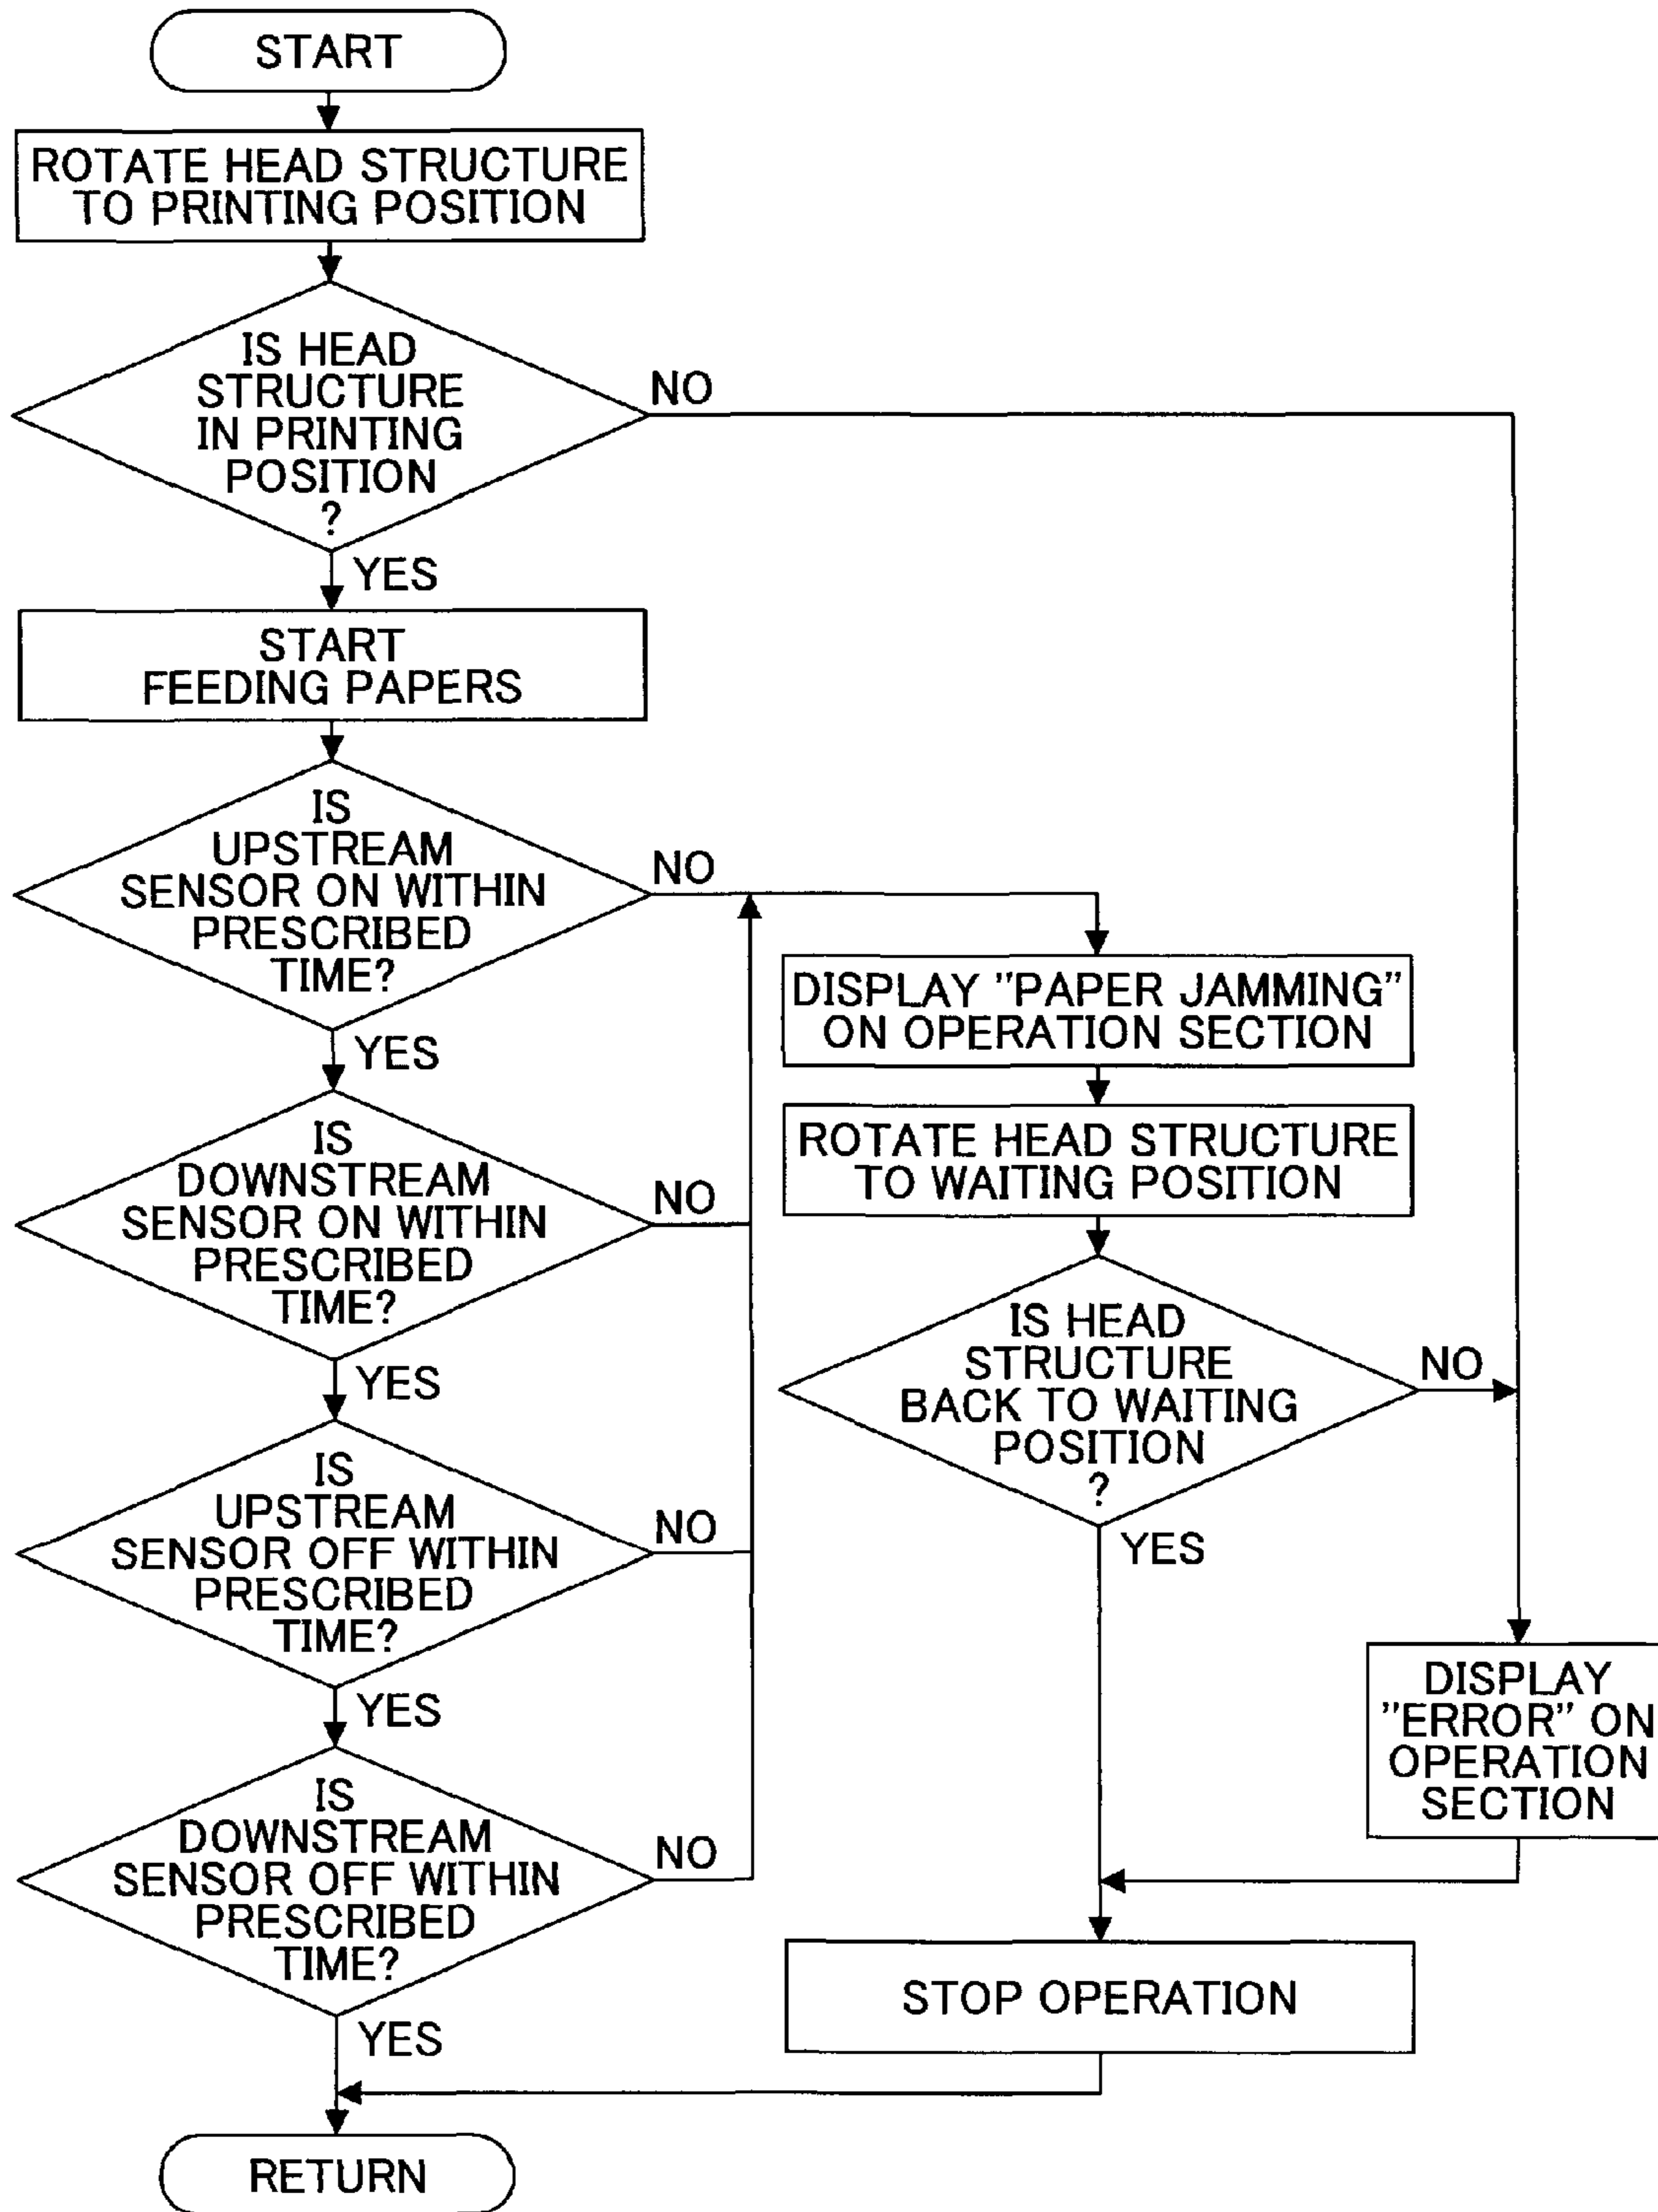 START
ROTATE HEAD STRUCTURE
TO PRINTING POSITION
IS HEAD
STRUCTURE
IN PRINTING
POSITION
?
NO
YES
START
FEEDING PAPERS
IS
UPSTREAM
SENSOR ON WITHIN
PRESCRIBED
TIME?
NO
YES
DISPLAY "PAPER JAMMING"
ON OPERATION SECTION
ROTATE HEAD STRUCTURE
TO WAITING POSITION
IS
DOWNSTREAM
SENSOR ON WITHIN
PRESCRIBED
TIME?
NO
YES
IS HEAD
STRUCTURE
BACK TO WAITING
POSITION
?
NO
YES
IS
UPSTREAM
SENSOR OFF WITHIN
PRESCRIBED
TIME?
NO
YES
DISPLAY
"ERROR" ON
OPERATION
SECTION
IS
DOWNSTREAM
SENSOR OFF WITHIN
PRESCRIBED
TIME?
NO
YES
STOP OPERATION
RETURN